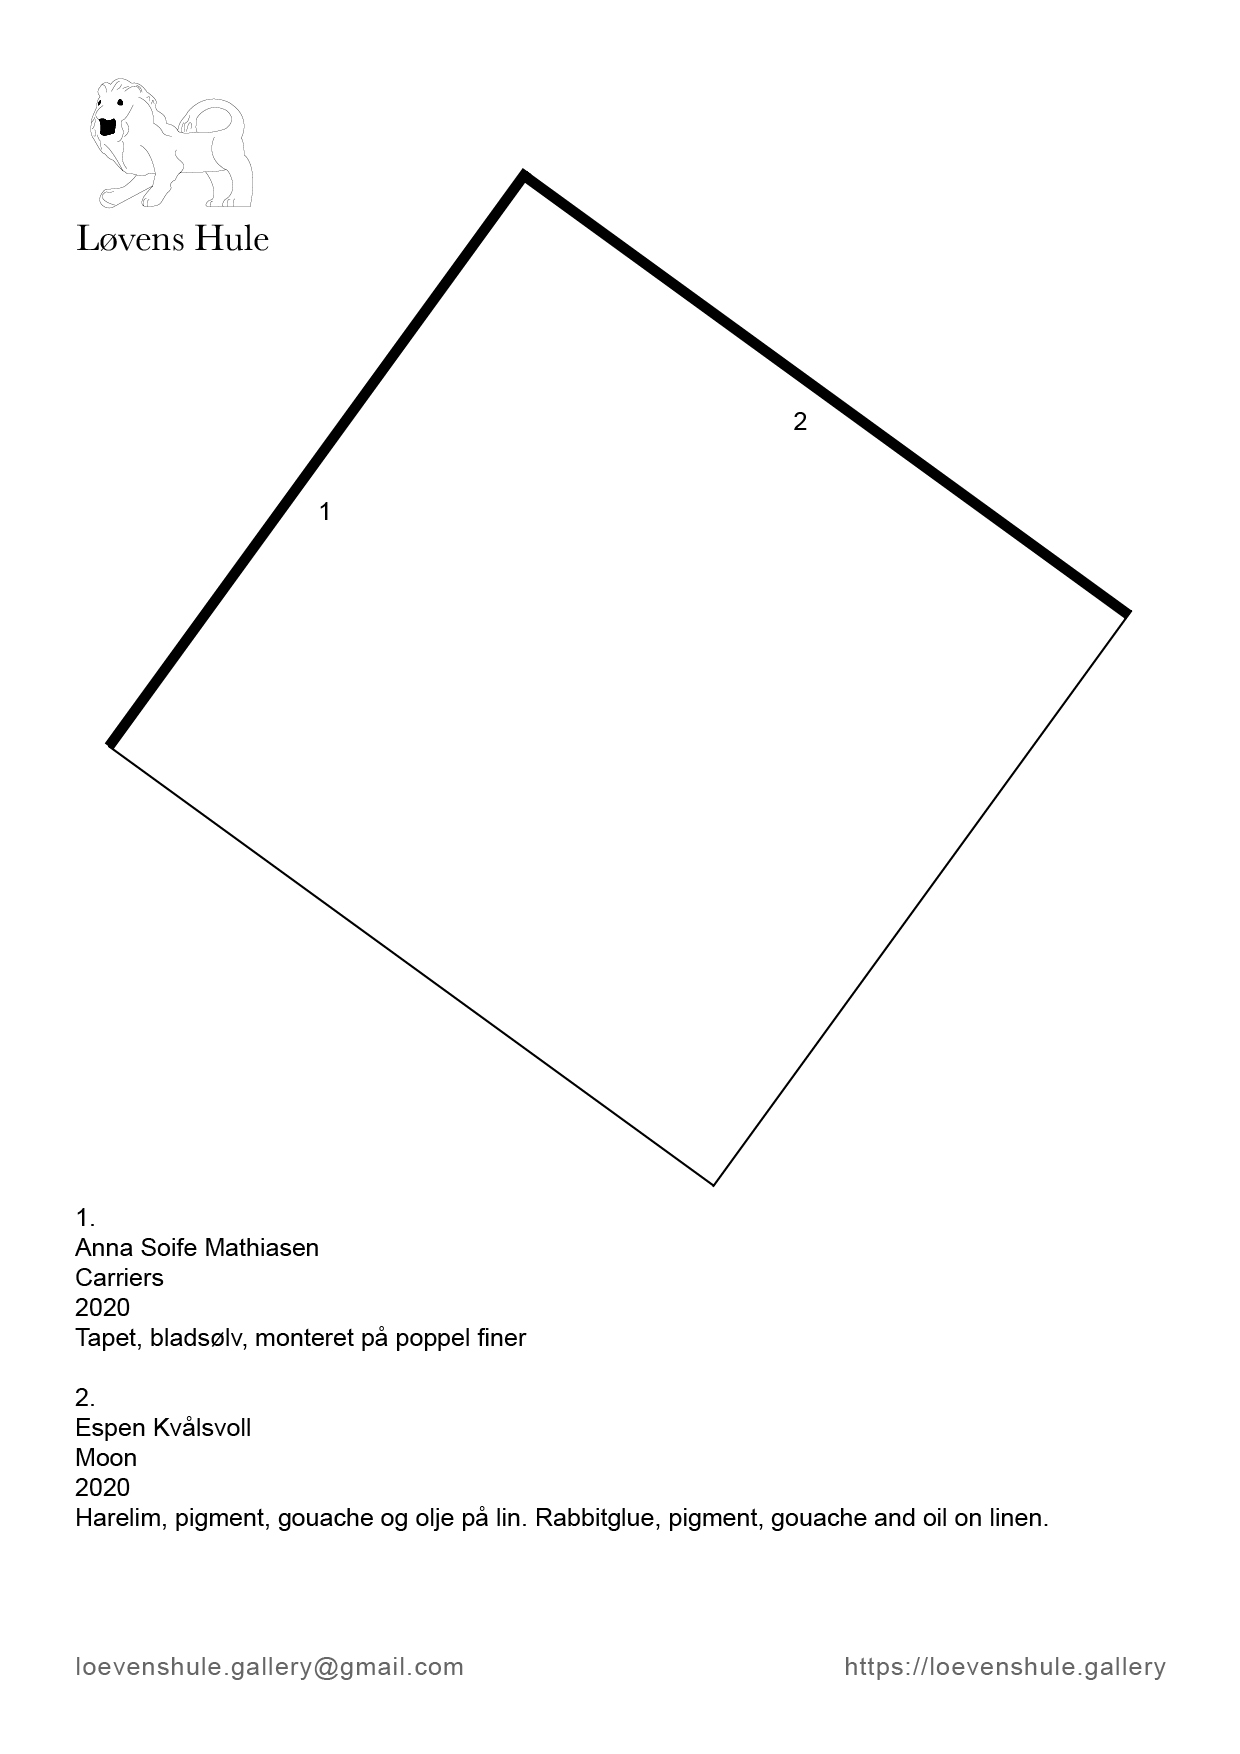 Løvens Hule
2
1
1.
Anna Soife Mathiasen
Carriers
2020
Tapet, bladsølv, monteret på poppel finer
2.
Espen Kvålsvoll
Moon
2020
Harelim, pigment, gouache og olje på lin. Rabbitglue, pigment, gouache and oil on linen.
loevenshule.gallery@gmail.com
https://loevenshule.gallery